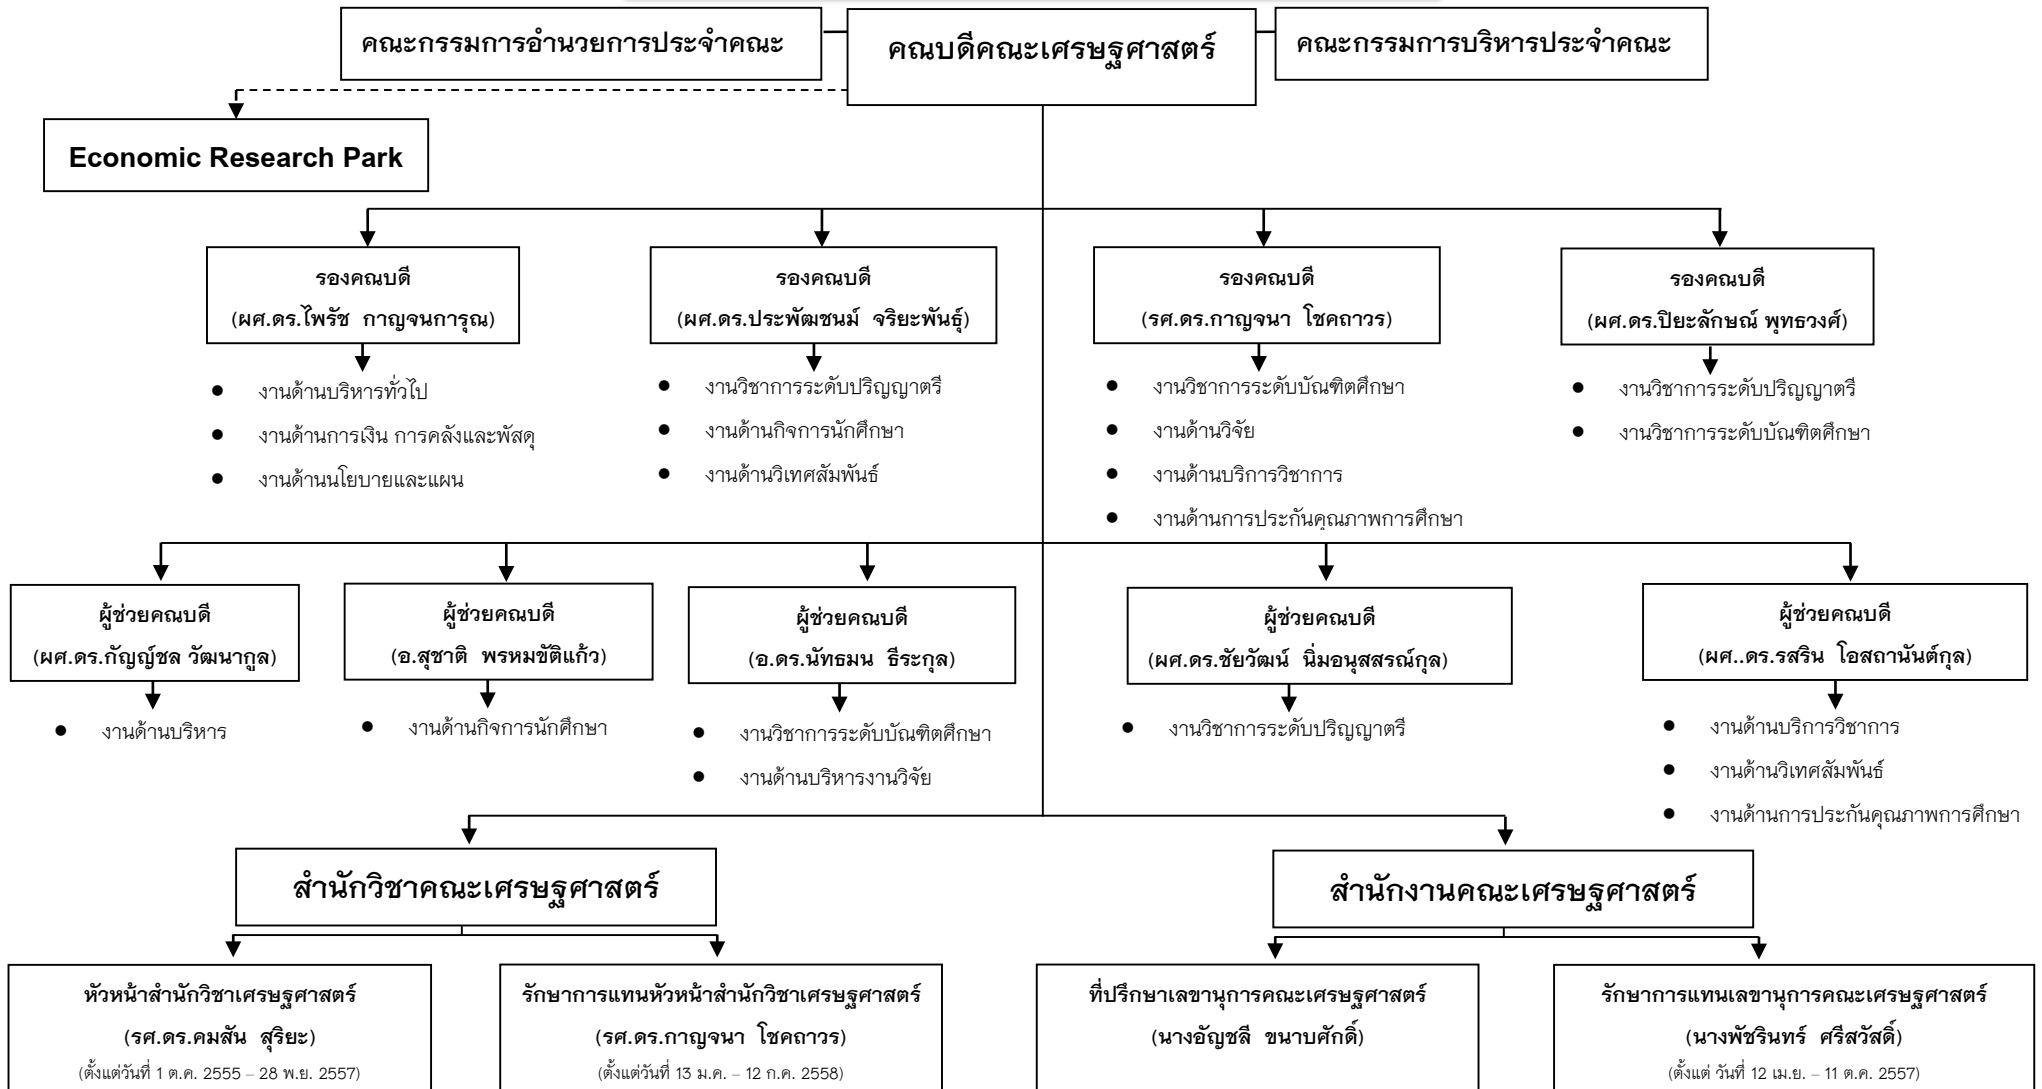 คณะกรรมการอำนวยการประจำคณะ
คณบดีคณะเศรษฐศาสตร์
คณะกรรมการบริหารประจำคณะ
Economic Research Park
รองคณบดี
(ผศ.ดร.ไพรัช กาญจนการุณ)
• งานด้านบริหารทั่วไป
• งานด้านการเงิน การคลังและพัสดุ
• งานด้านนโยบายและแผน
รองคณบดี
(ผศ.ดร.ประพัฒชนม์ จริยะพันธุ์)
• งานวิชาการระดับปริญญาตรี
• งานด้านกิจการนักศึกษา
• งานด้านวิเทศสัมพันธ์
รองคณบดี
(รศ.ดร.กาญจนา โชคถาวร)
• งานวิชาการระดับบัณฑิตศึกษา
• งานด้านวิจัย
• งานด้านบริการวิชาการ
• งานด้านการประกันคุณภาพการศึกษา
รองคณบดี
(ผศ.ดร.ปิยะลักษณ์ พุทธวงศ์)
• งานวิชาการระดับปริญญาตรี
• งานวิชาการระดับบัณฑิตศึกษา
ผู้ช่วยคณบดี
(ผศ.ดร.กัญญ์ชล วัฒนากูล)
• งานด้านบริหาร
ผู้ช่วยคณบดี
(อ.สุชาติ พรหมขัติแก้ว)
• งานด้านกิจการนักศึกษา
ผู้ช่วยคณบดี
(อ.ดร.นัทธมน ธีระกุล)
• งานวิชาการระดับบัณฑิตศึกษา
• งานด้านบริหารงานวิจัย
ผู้ช่วยคณบดี
(ผศ.ดร.ชัยวัฒน์ นิ่มอนุสสรณ์กุล)
• งานวิชาการระดับปริญญาตรี
ผู้ช่วยคณบดี
(ผศ..ดร.รสริน โอสถานันต์กุล)
• งานด้านบริการวิชาการ
• งานด้านวิเทศสัมพันธ์
• งานด้านการประกันคุณภาพการศึกษา
สำนักวิชาคณะเศรษฐศาสตร์
สำนักงานคณะเศรษฐศาสตร์
หัวหน้าสำนักวิชาเศรษฐศาสตร์
(รศ.ดร.คมสัน สุริยะ)
(ตั้งแต่วันที่ 1 ต.ค. 2555 – 28 พ.ย. 2557)
รักษาการแทนหัวหน้าสำนักวิชาเศรษฐศาสตร์
(รศ.ดร.กาญจนา โชคถาวร)
(ตั้งแต่วันที่ 13 ม.ค. – 12 ก.ค. 2558)
ที่ปรึกษาเลขานุการคณะเศรษฐศาสตร์
(นางอัญชลี ขนาบศักดิ์)
รักษาการแทนเลขานุการคณะเศรษฐศาสตร์
(นางพัชรินทร์ ศรีสวัสดิ์)
(ตั้งแต่ วันที่ 12 เม.ย. – 11 ต.ค. 2557)